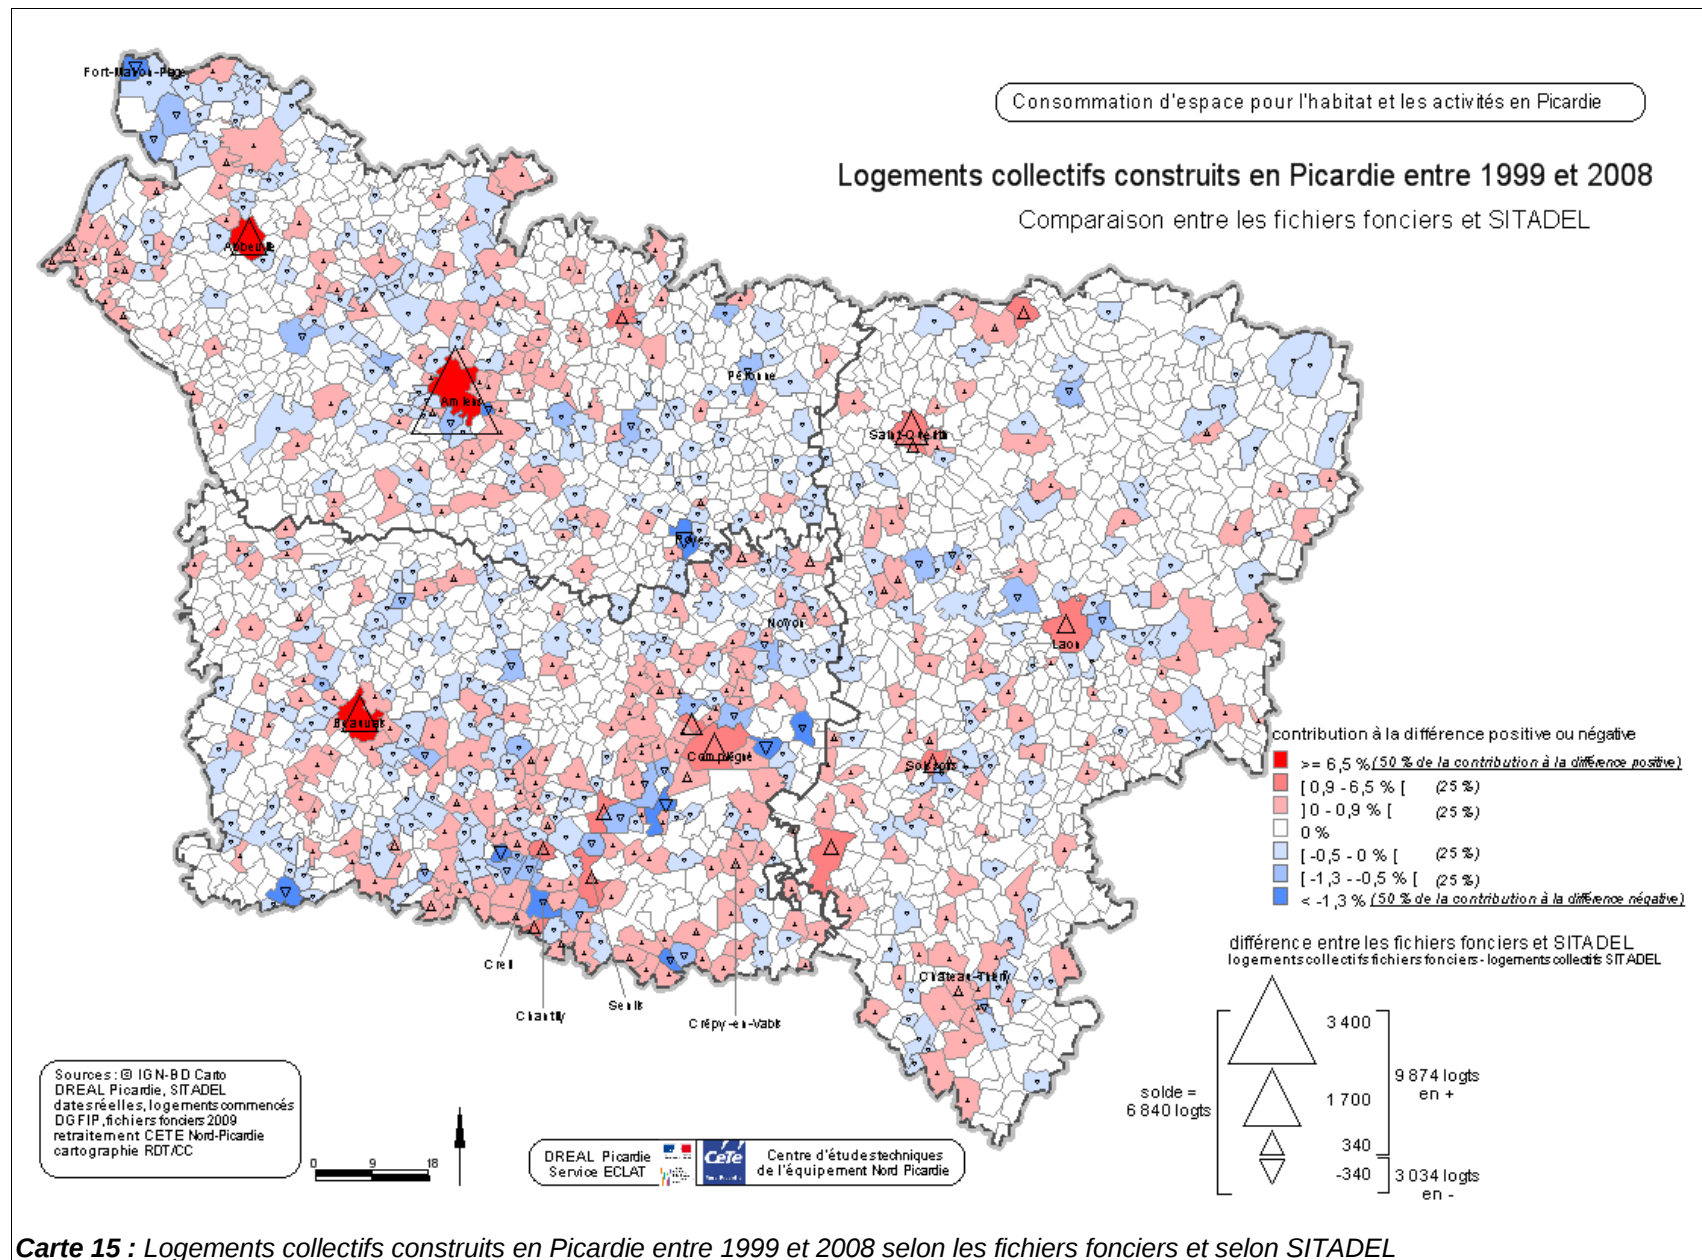 Consommation d'espace pour l'habitat et les activités en Picardie
Logements collectifs construits en Picardie entre 1999 et 2008
Comparaison entre les fichiers fonciers et SITADEL
Fort-Mahon-Plage
Abbeville
Amiens
Péronne
Saint-Quentin
Roye
Noyon
Laon
Beauvais
Compiègne
Soissons
Creil
Chantilly
Senlis
Crépy-en-Valois
Château-Thierry
contribution à la différence positive ou négative
>= 6,5 % (50 % de la contribution à la différence positive)
[ 0,9 - 6,5 % [ (25 %)
] 0 - 0,9 % [ (25 %)
0 %
[ -0,5 - 0 % [ (25 %)
[ -1,3 - -0,5 % [ (25 %)
< -1,3 % (50 % de la contribution à la différence négative)
différence entre les fichiers fonciers et SITADEL
logements collectifs fichiers fonciers - logements collectifs SITADEL
3 400
1 700
340
-340
9 874 logts
en +
3 034 logts
en -
solde =
6 840 logts
Sources : © IGN-BD Carto
DREAL Picardie, SITADEL
dates réelles, logements commencés
DGFIP, fichiers fonciers 2009
retraitement CETE Nord-Picardie
cartographie RDT/CC
0 9 18
DREAL Picardie
Service ECLAT
CeTe
Centre d'études techniques
de l'équipement Nord Picardie
Carte 15 : Logements collectifs construits en Picardie entre 1999 et 2008 selon les fichiers fonciers et selon SITADEL